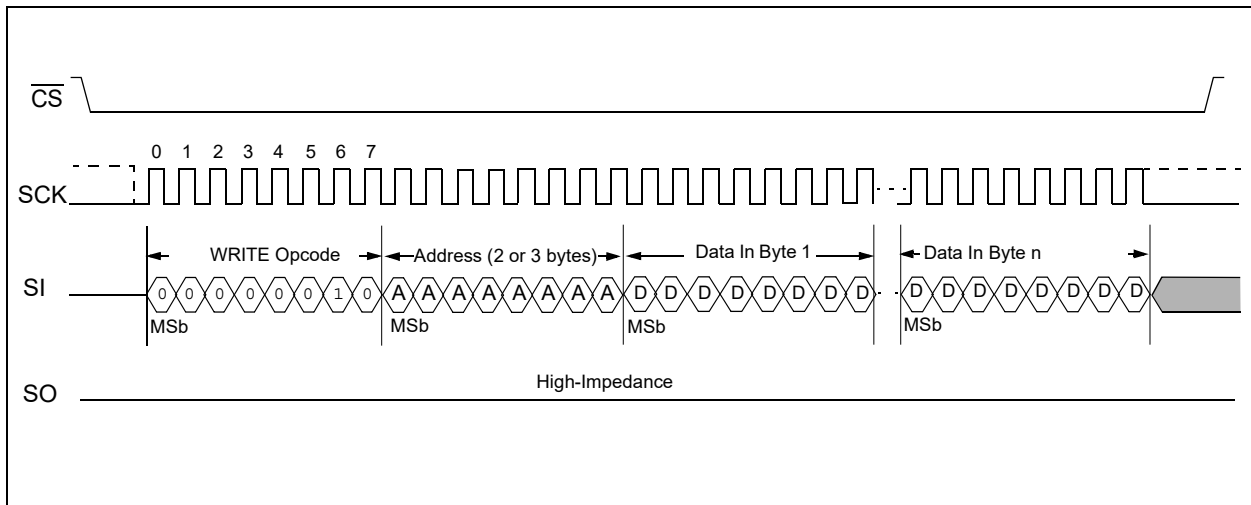 CS
0 1 2 3 4 5 6 7
SCK
WRITE Opcode Address (2 or 3 bytes) Data In Byte 1 Data In Byte n
SI 0 0 0 0 0 0 1 0 A A A A A A A A D D D D D D D D D D D D D D D D
MSb MSb MSb MSb
High-Impedance
SO